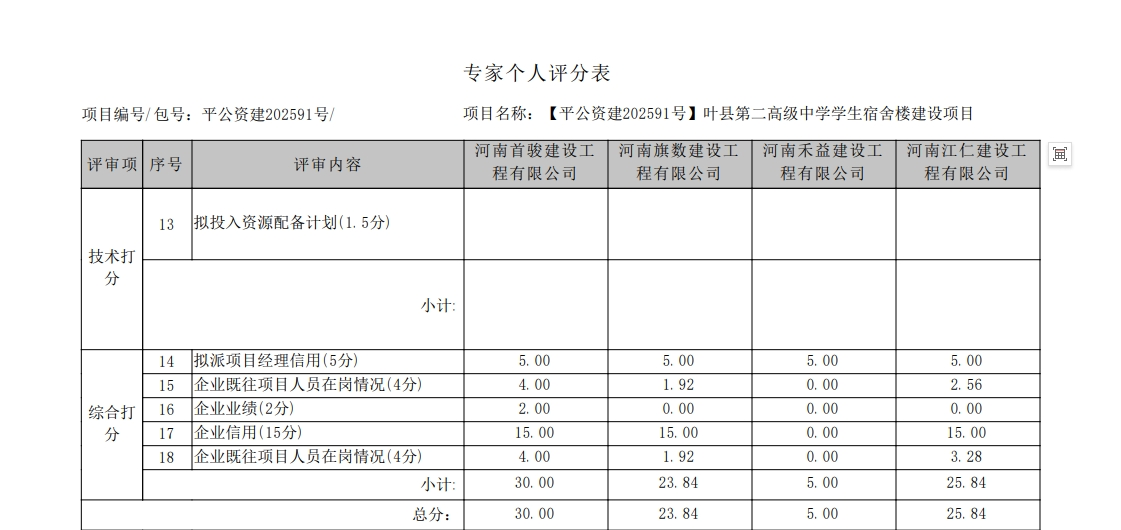 专家个人评分表
项目编号/包号：平公资建202591号/ 项目名称：【平公资建202591号】叶县第二高级中学学生宿舍楼建设项目
评审项 序号 评审内容 河南首骏建设工程有限公司 河南旗数建设工程有限公司 河南禾益建设工程有限公司 河南江仁建设工程有限公司
技术打分
13 拟投入资源配备计划(1.5分)
小计:
综合打分
14 拟派项目经理信用(5分) 5.00 5.00 5.00 5.00
15 企业既往项目人员在岗情况(4分) 4.00 1.92 0.00 2.56
16 企业业绩(2分) 2.00 0.00 0.00 0.00
17 企业信用(15分) 15.00 15.00 0.00 15.00
18 企业既往项目人员在岗情况(4分) 4.00 1.92 0.00 3.28
小计: 30.00 23.84 5.00 25.84
总分： 30.00 23.84 5.00 25.84